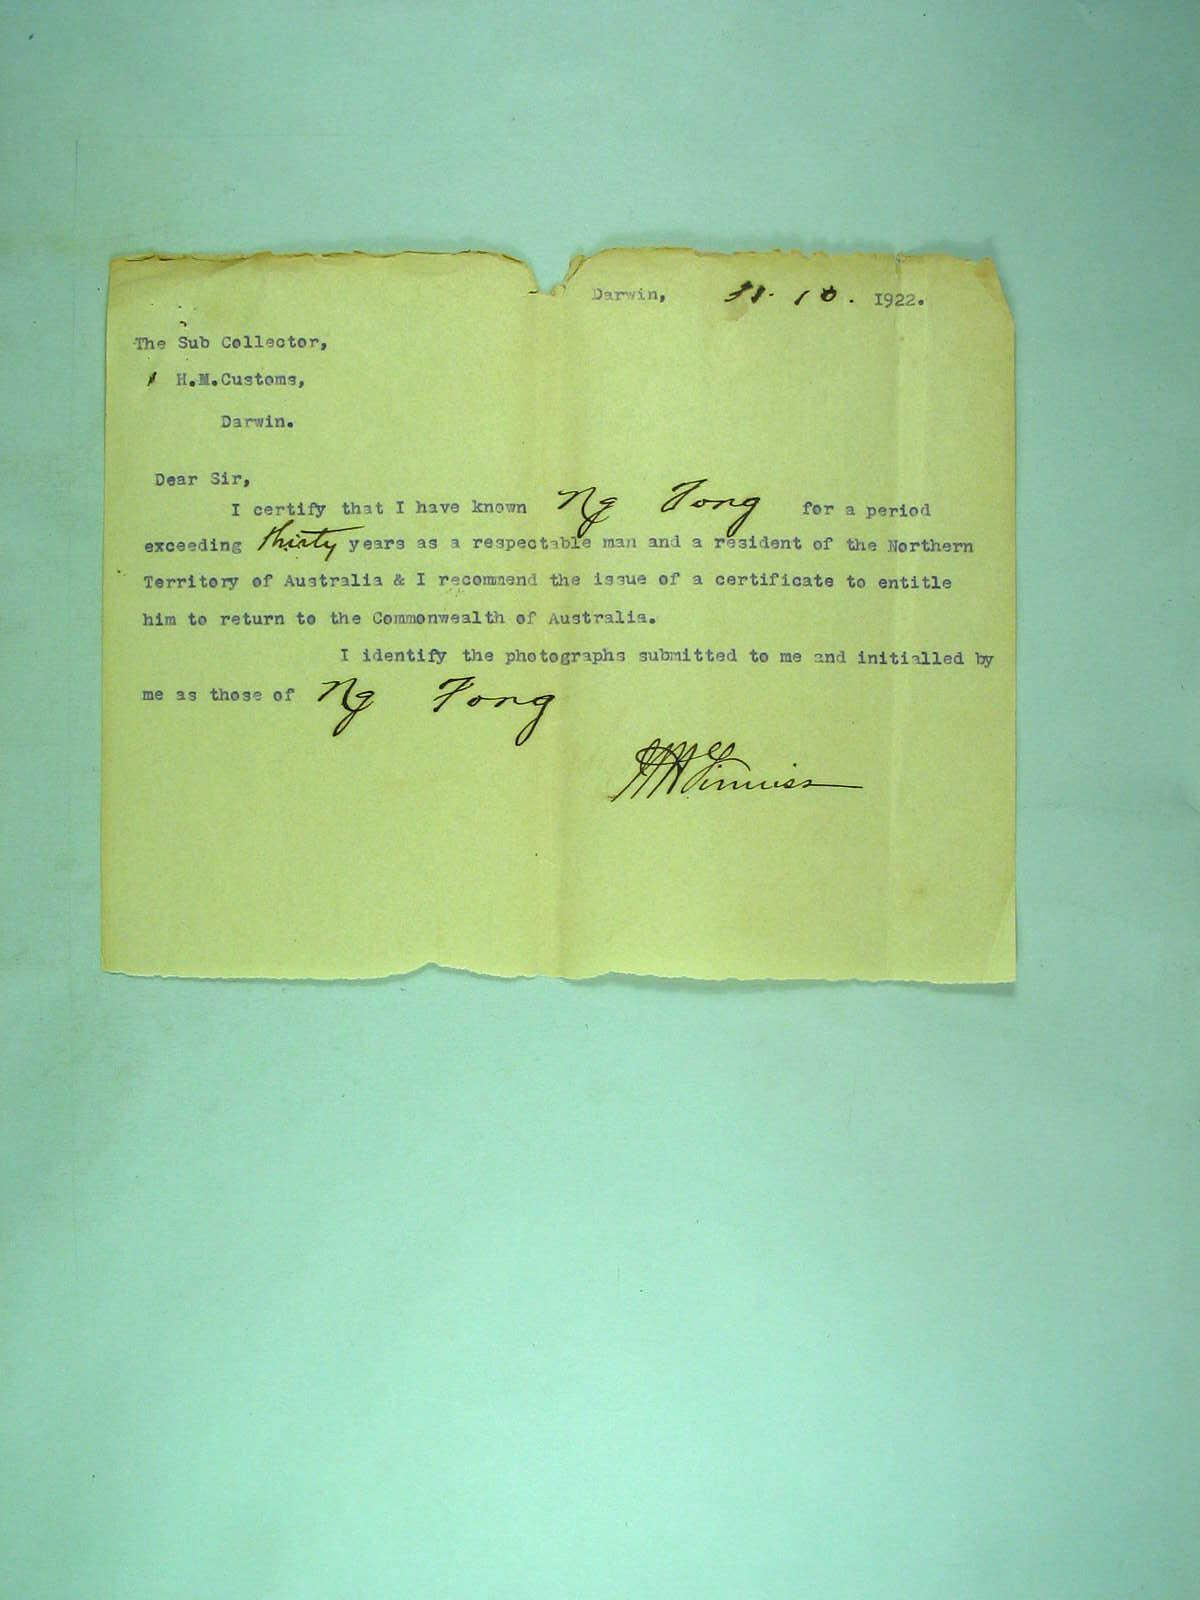 Darwin, 31. 10. 1922.
The Sub Collector,
H.M.Customs,
Darwin.
Dear Sir,
I certify that I have known Ng Fong for a period
exceeding thirty years as a respectable man and a resident of the Northern
Territory of Australia & I recommend the issue of a certificate to entitle
him to return to the Commonwealth of Australia.
I identify the photographs submitted to me and initialled by
me as those of Ng Fong